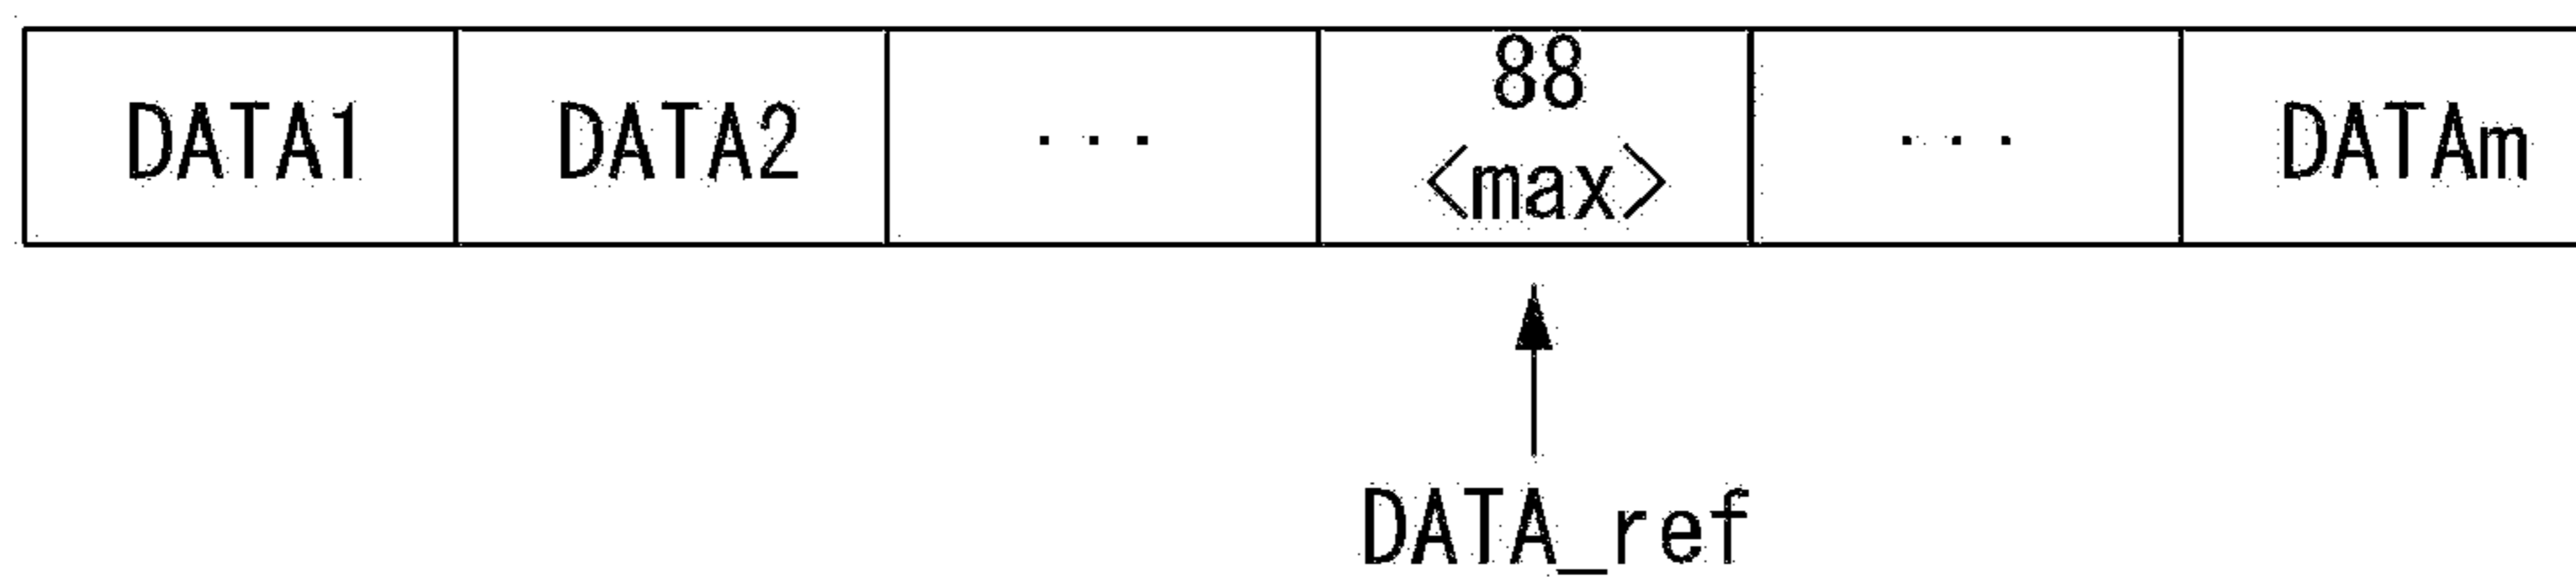 DATA1 DATA2 ... 88 ... DATAm
<max>
DATA_ref